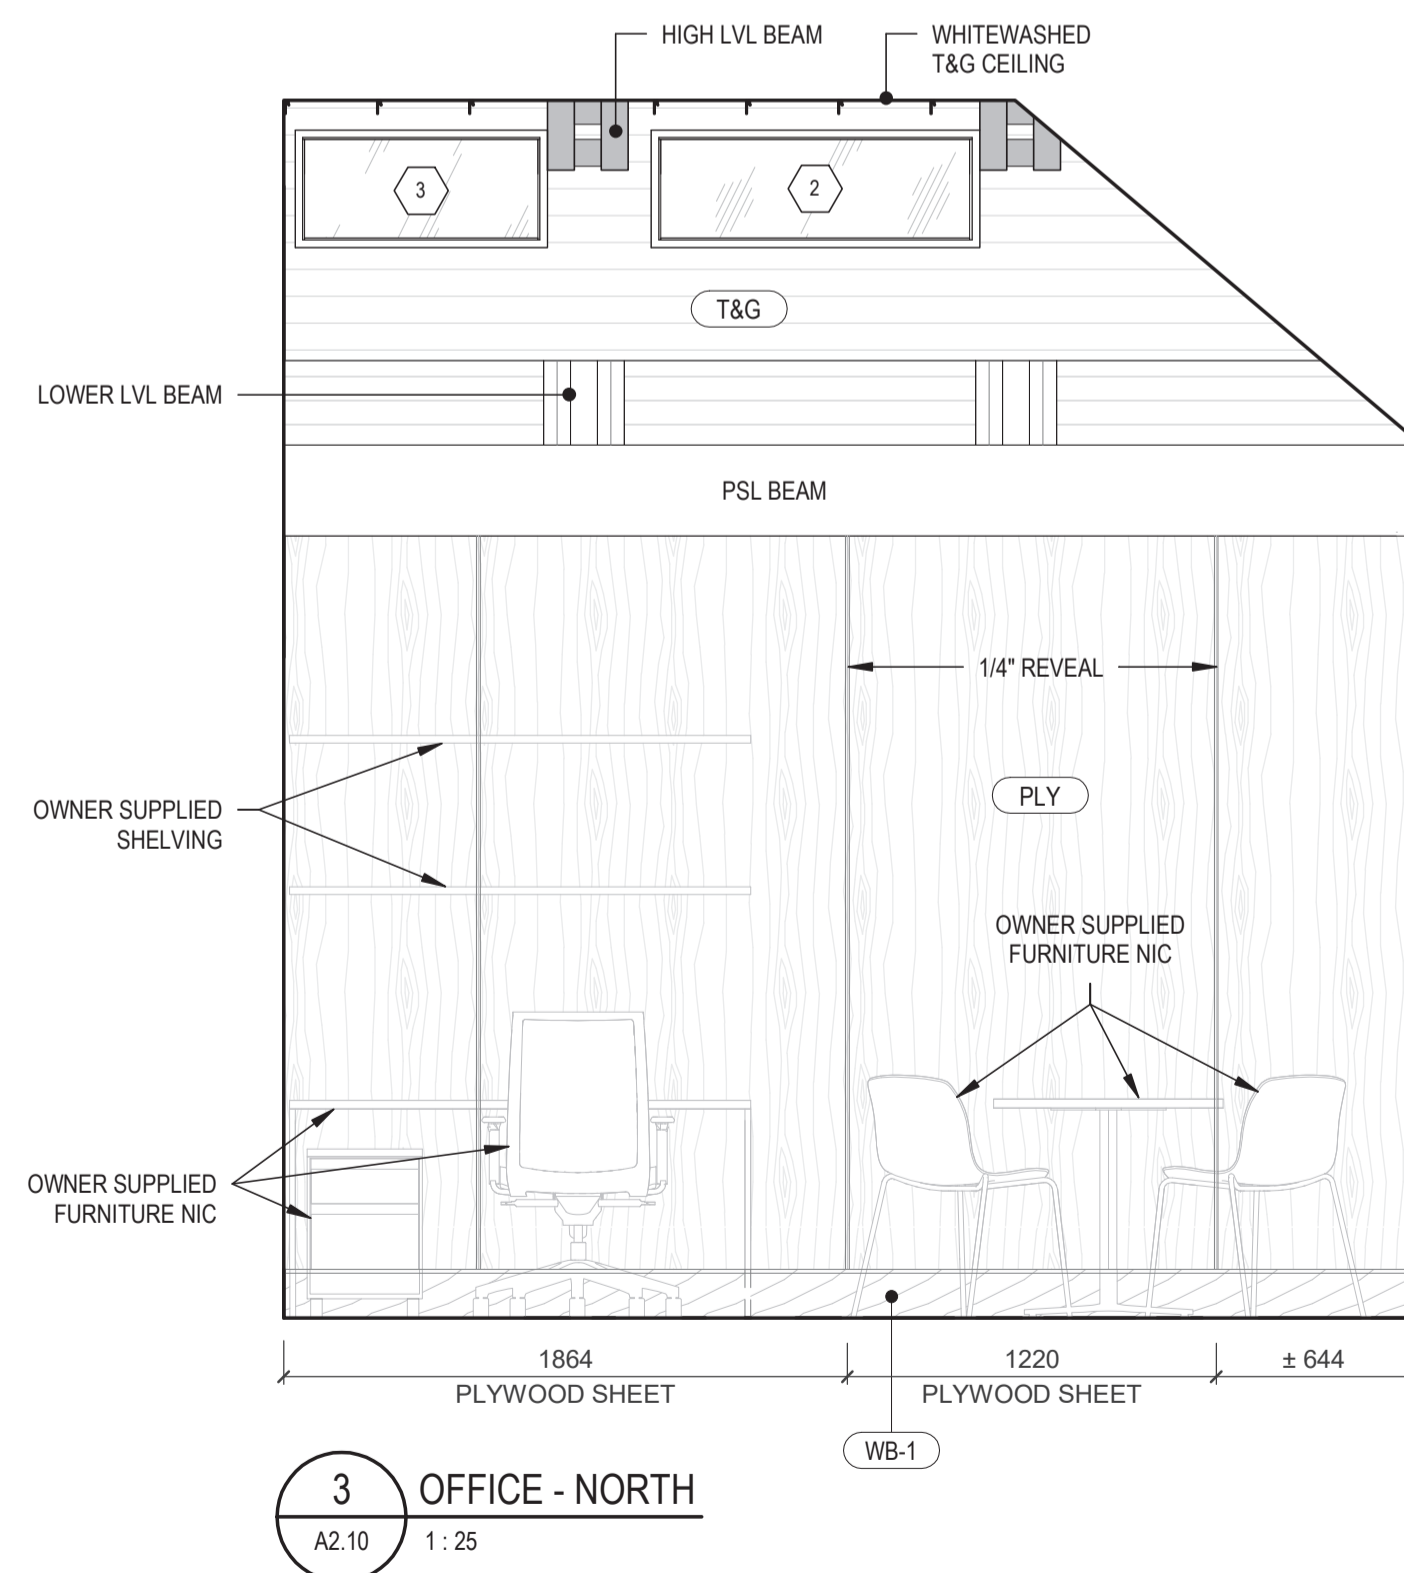 HIGH LVL BEAM
WHITEWASHED
T&G CEILING
3
2
T&G
LOWER LVL BEAM
PSL BEAM
1/4" REVEAL
PLY
OWNER SUPPLIED
SHELVING
OWNER SUPPLIED
FURNITURE NIC
OWNER SUPPLIED
FURNITURE NIC
1864
PLYWOOD SHEET
1220
PLYWOOD SHEET
± 644
WB-1
3
OFFICE - NORTH
A2.10
1 : 25